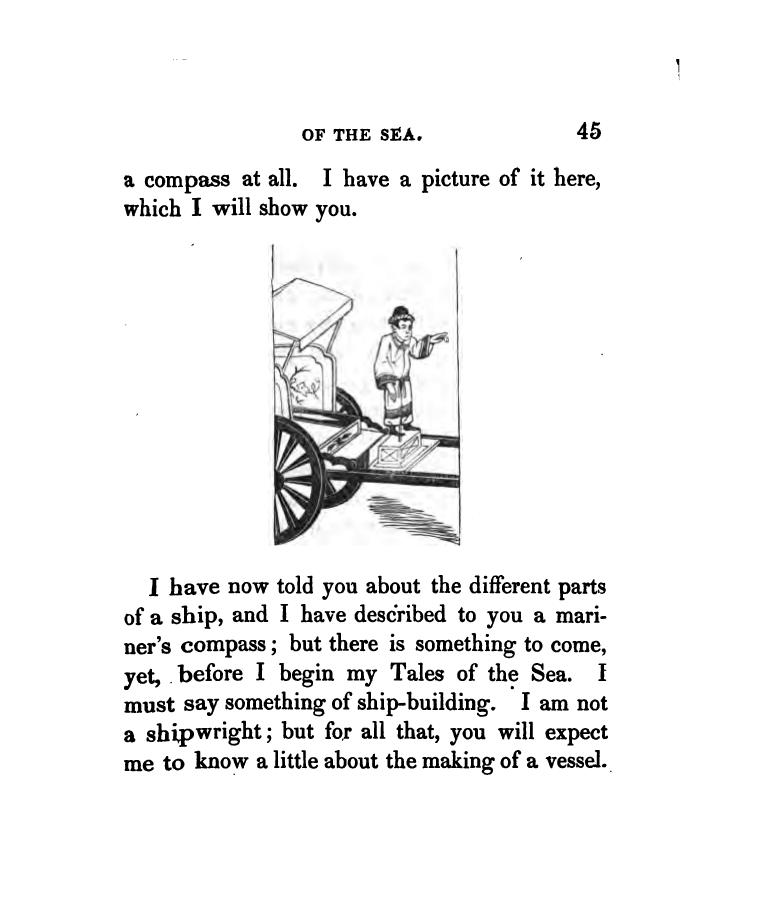 OF THE SEA. 45
a compass at all. I have a picture of it here,
which I will show you.
I have now told you about the different parts
of a ship, and I have described to you a mari-
ner's compass; but there is something to come,
yet, before I begin my Tales of the Sea. I
must say something of ship-building. I am not
a shipwright; but for all that, you will expect
me to know a little about the making of a vessel.